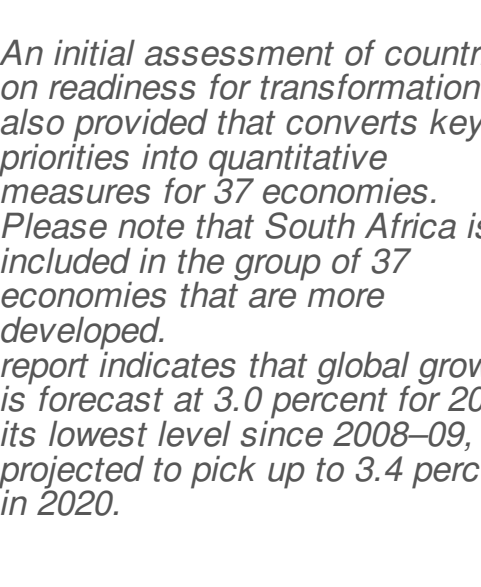 An initial assessment of countr
on readiness for transformation
also provided that converts key
priorities into quantitative
measures for 37 economies.
Please note that South Africa is
included in the group of 37
economies that are more
developed.
report indicates that global grow
is forecast at 3.0 percent for 20
its lowest level since 2008–09,
projected to pick up to 3.4 perc
in 2020.